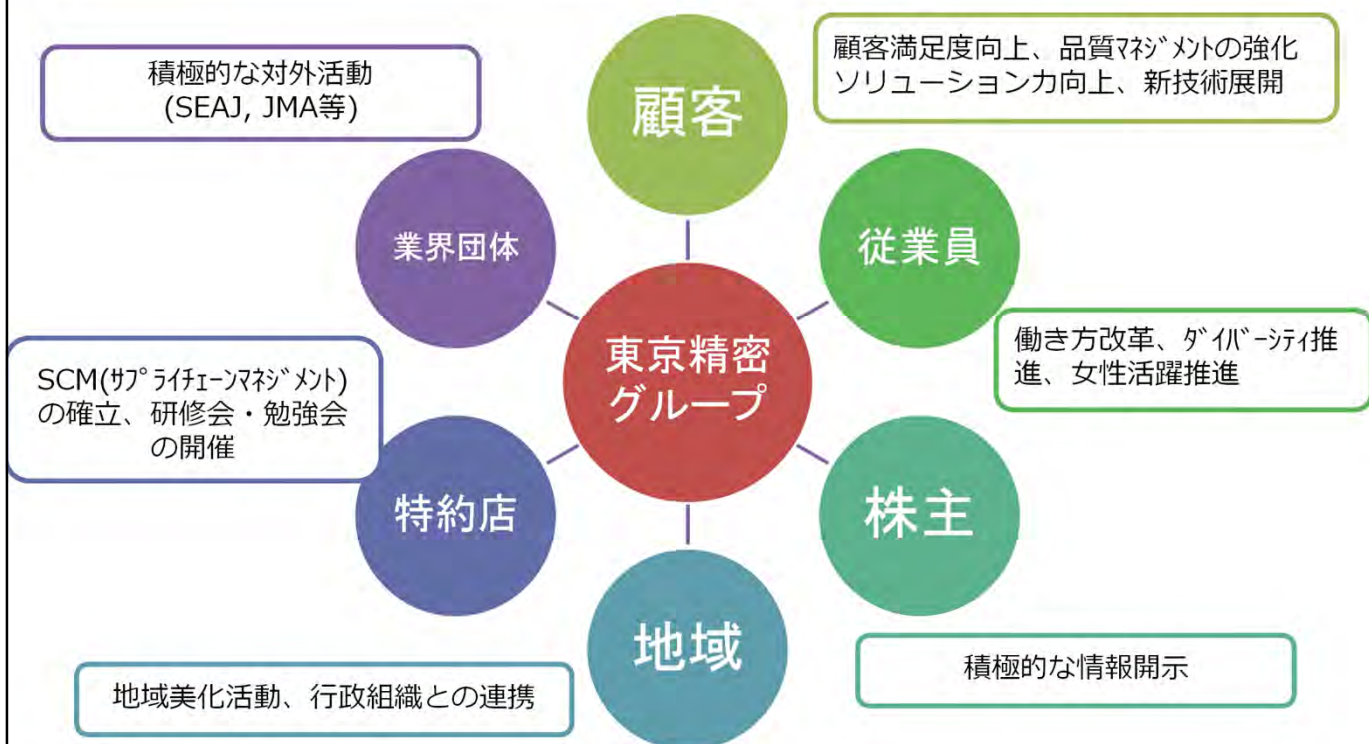 積極的な対外活動
(SEAJ, JMA等)
顧客
顧客満足度向上、品質ﾏﾈｼﾞﾒﾝﾄの強化
ソリューション力向上、新技術展開
業界団体
従業員
東京精密
グループ
働き方改革、ﾀﾞｲﾊﾞｰｼﾃｨ推
進、女性活躍推進
SCM(ｻﾌﾟﾗｲﾁｪｰﾝﾏﾈｼﾞﾒﾝﾄ)
の確立、研修会・勉強会
の開催
特約店
株主
地域
積極的な情報開示
地域美化活動、行政組織との連携